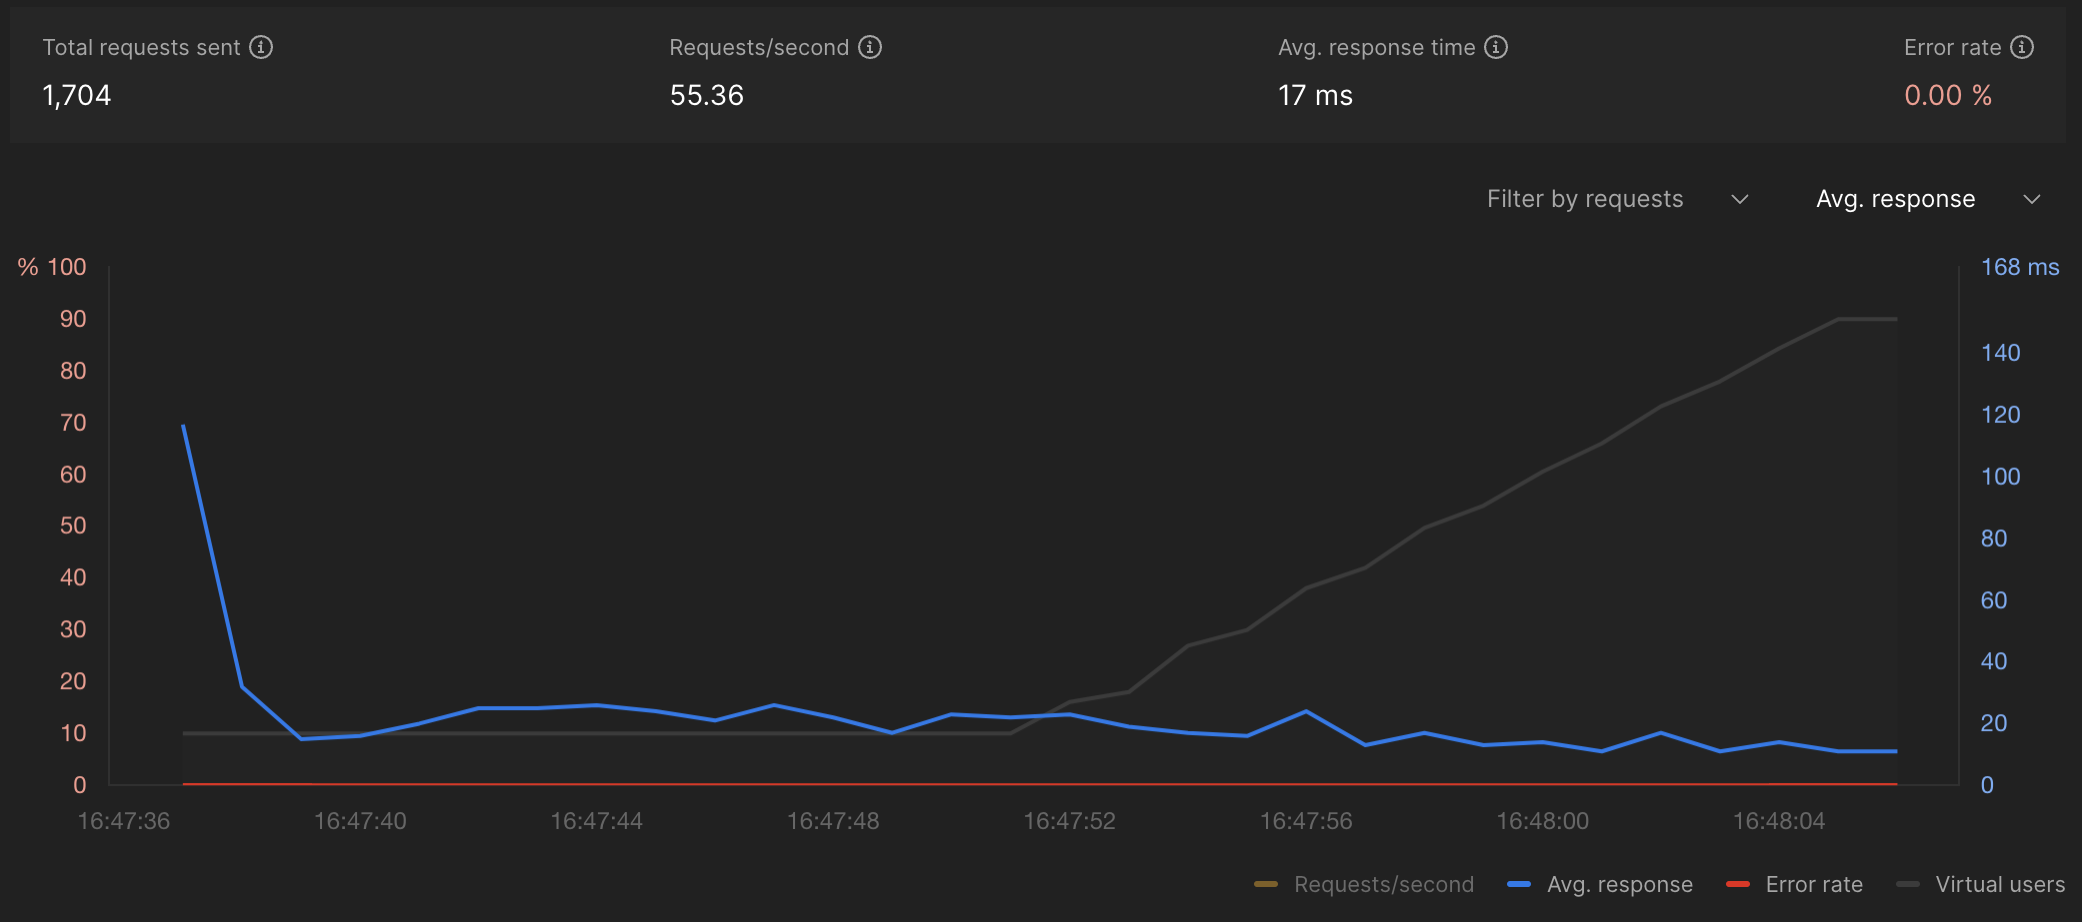 Total requests sent
Requests/second
Avg. response time
Error rate
1,704
55.36
17 ms
0.00 %
Filter by requests
Avg. response
% 100
90
80
70
60
50
40
30
20
10
0
168 ms
140
120
100
80
60
40
20
0
16:47:36 16:47:40 16:47:44 16:47:48 16:47:52 16:47:56 16:48:00 16:48:04
Requests/second Avg. response Error rate Virtual users